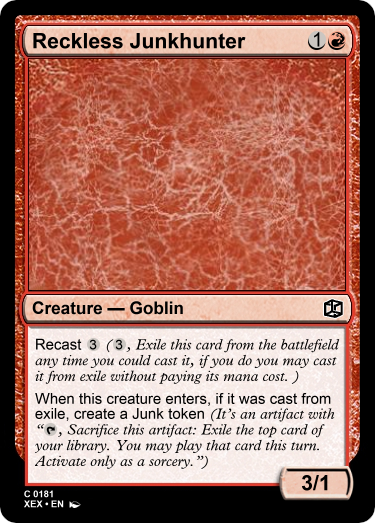 Reckless Junkhunter 1
Creature — Goblin
Recast 3 (3, Exile this card from the battlefield
any time you could cast it, if you do you may cast
it from exile without paying its mana cost. )
When this creature enters, if it was cast from
exile, create a Junk token (It's an artifact with
“, Sacrifice this artifact: Exile the top card of
your library. You may play that card this turn.
Activate only as a sorcery.”)
3/1
C 0181
XEX • EN